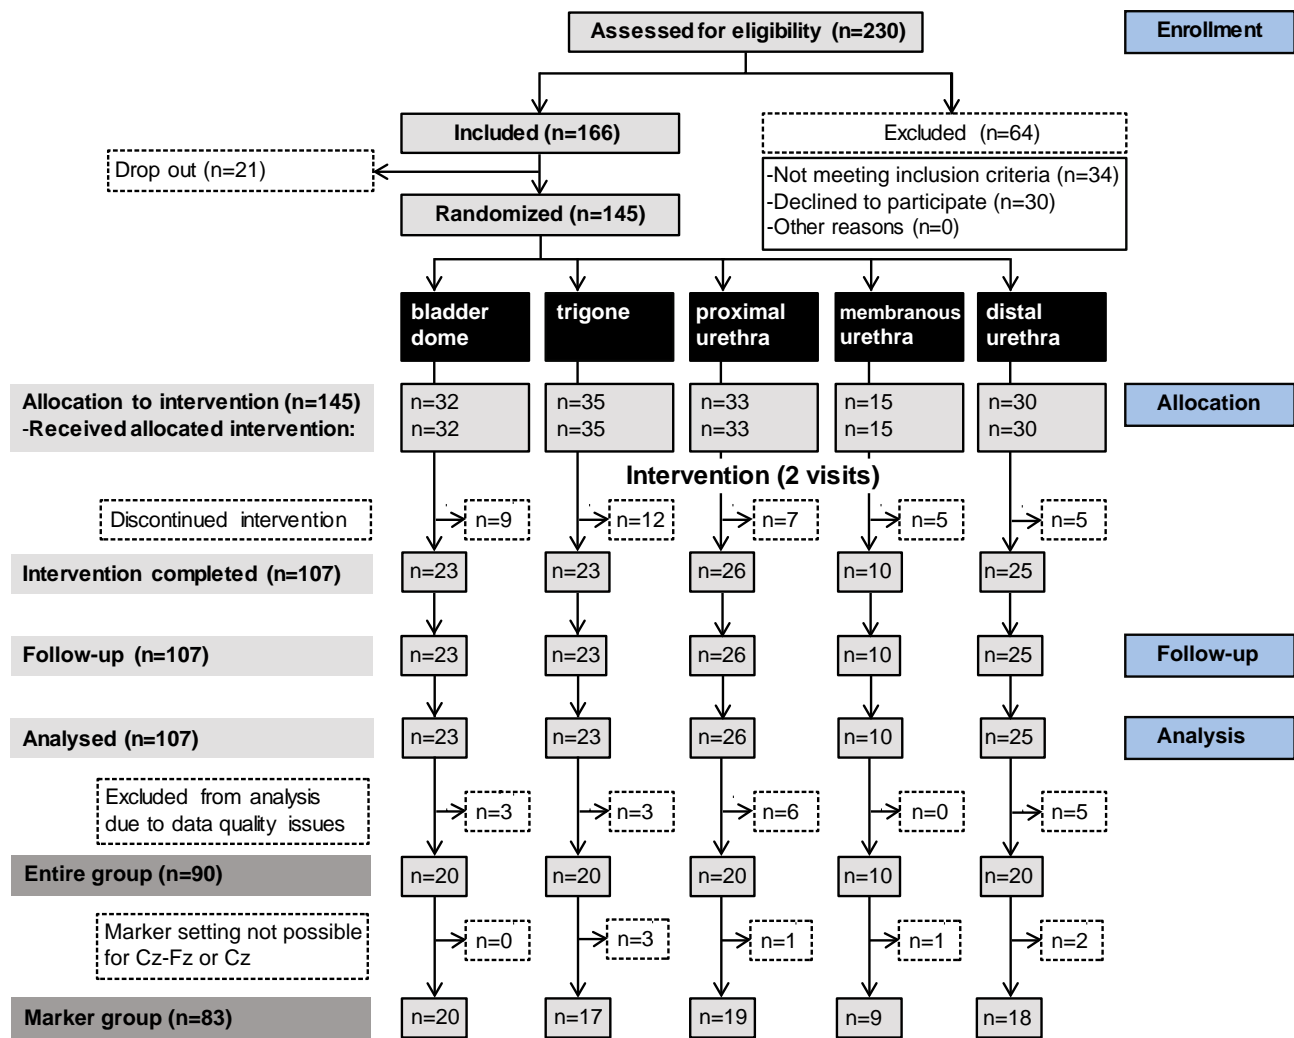 Assessed for eligibility (n=230)
Enrollment
Included (n=166)
Excluded (n=64)
Drop out (n=21)
-Not meeting inclusion criteria (n=34)
-Declined to participate (n=30)
-Other reasons (n=0)
Randomized (n=145)
bladder
dome
trigone
proximal
urethra
membranous
urethra
distal
urethra
Allocation to intervention (n=145)
-Received allocated intervention:
n=32
n=32
n=35
n=35
n=33
n=33
n=15
n=15
n=30
n=30
Allocation
Intervention (2 visits)
Discontinued intervention
n=9
n=12
n=7
n=5
n=5
Intervention completed (n=107)
n=23
n=23
n=26
n=10
n=25
Follow-up (n=107)
n=23
n=23
n=26
n=10
n=25
Follow-up
Analysed (n=107)
n=23
n=23
n=26
n=10
n=25
Analysis
Excluded from analysis
due to data quality issues
n=3
n=3
n=6
n=0
n=5
Entire group (n=90)
n=20
n=20
n=20
n=10
n=20
Marker setting not possible
for Cz-Fz or Cz
n=0
n=3
n=1
n=1
n=2
Marker group (n=83)
n=20
n=17
n=19
n=9
n=18